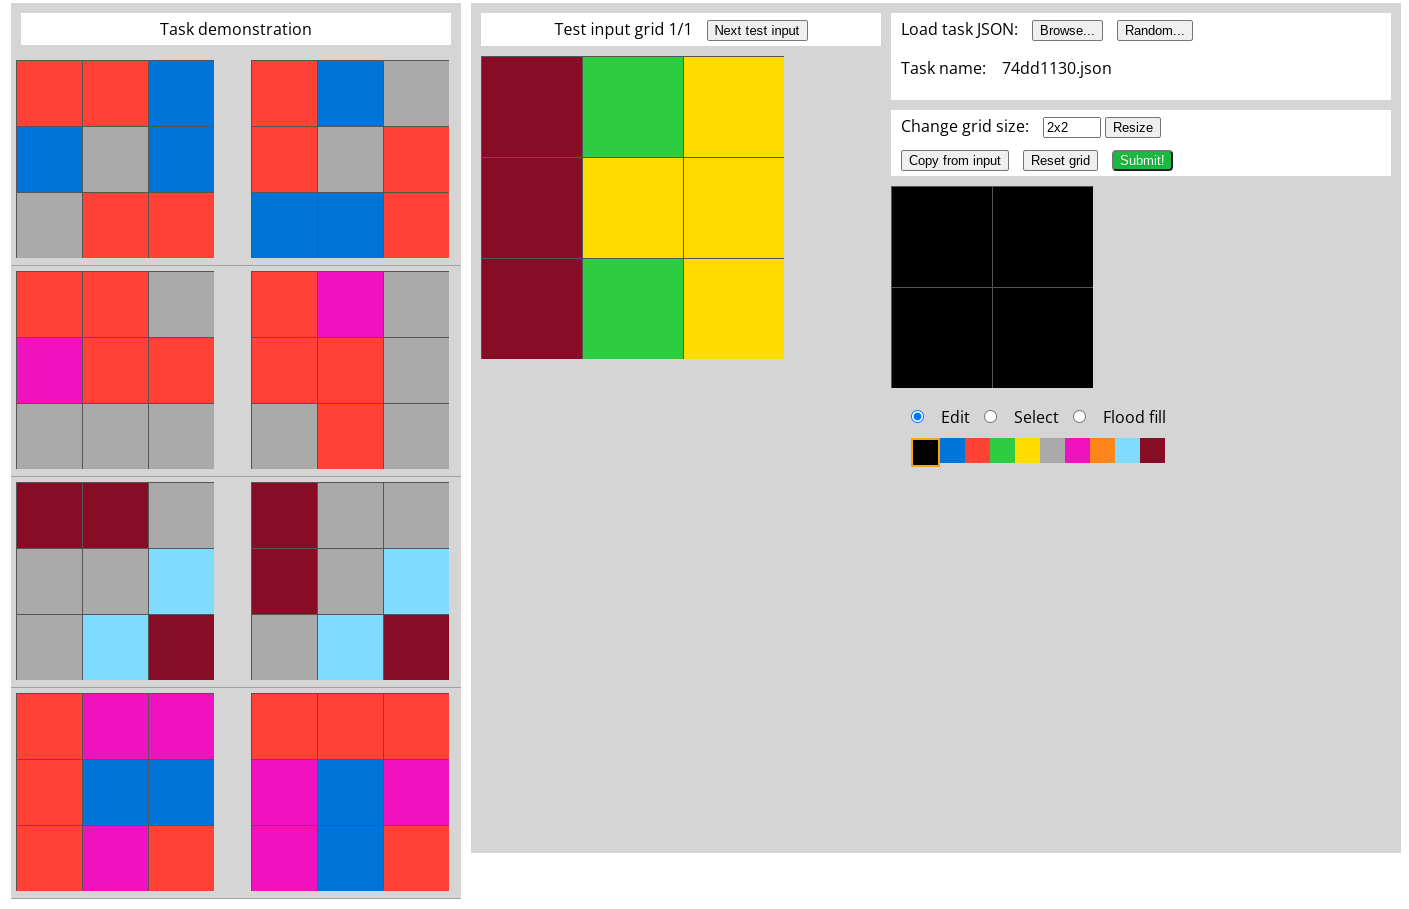 Task demonstration
Test input grid 1/1 Next test input
Load task JSON: Browse... Random...
Task name: 74dd1130.json
Change grid size: 2x2 Resize
Copy from input Reset grid Submit!
Edit Select Flood fill